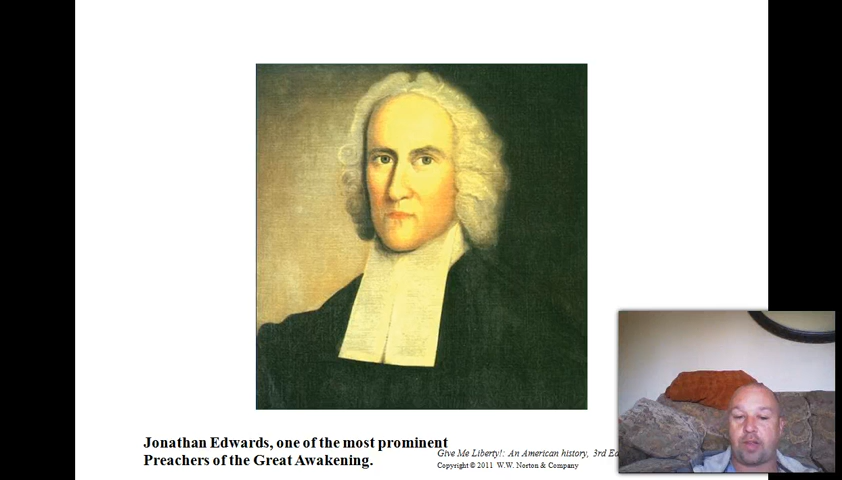 Jonathan Edwards, one of the most prominent
Preachers of the Great Awakening.
Give Me Liberty!: An American history, 3rd Ed
Copyright © 2011 W.W. Norton & Company